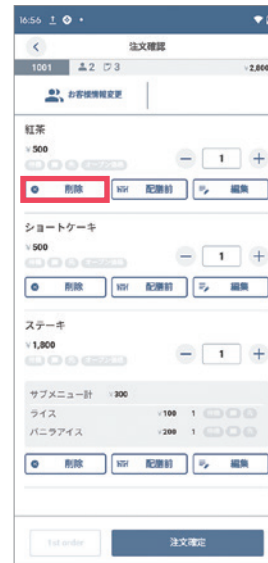 16:56
注文確認
1001 2 3 ¥2,800
お客様情報変更
紅茶
¥500
1
削除 配膳前 編集
ショートケーキ
¥500
1
削除 配膳前 編集
ステーキ
¥1,800
1
サブメニュー計 ¥300
ライス ¥100 1
バニラアイス ¥200 1
削除 配膳前 編集
1st order 注文確定